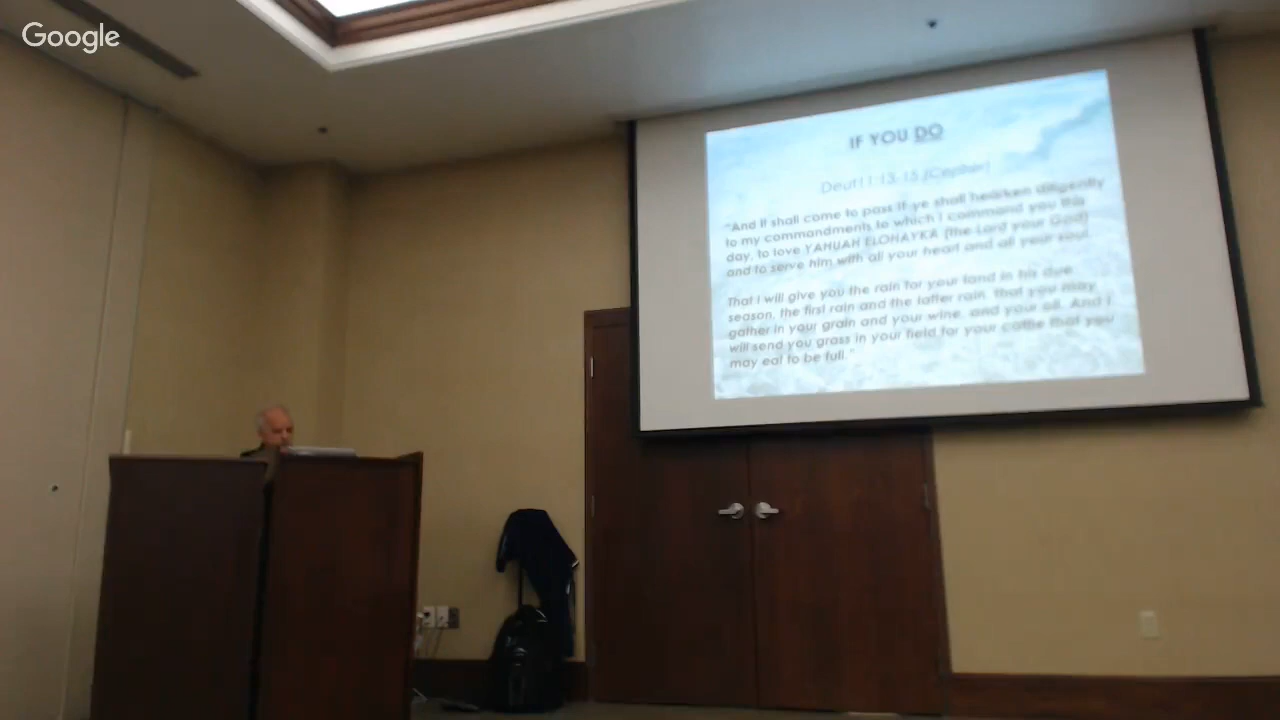 Google
IF YOU DO
Deut 11:13-15 (Cepher)
"And it shall come to pass if ye shall hearken diligently
to my commandments to which I command you this
day, to love YAHUAH ELOHAYKA (the Lord your God)
and to serve him with all your heart and all your soul
That I will give you the rain for your land in his due
season, the first rain and the latter rain, that you may
gather in your grain and your wine, and your oil. And I
will send you grass in your field for your cattle that you
may eat to be full."